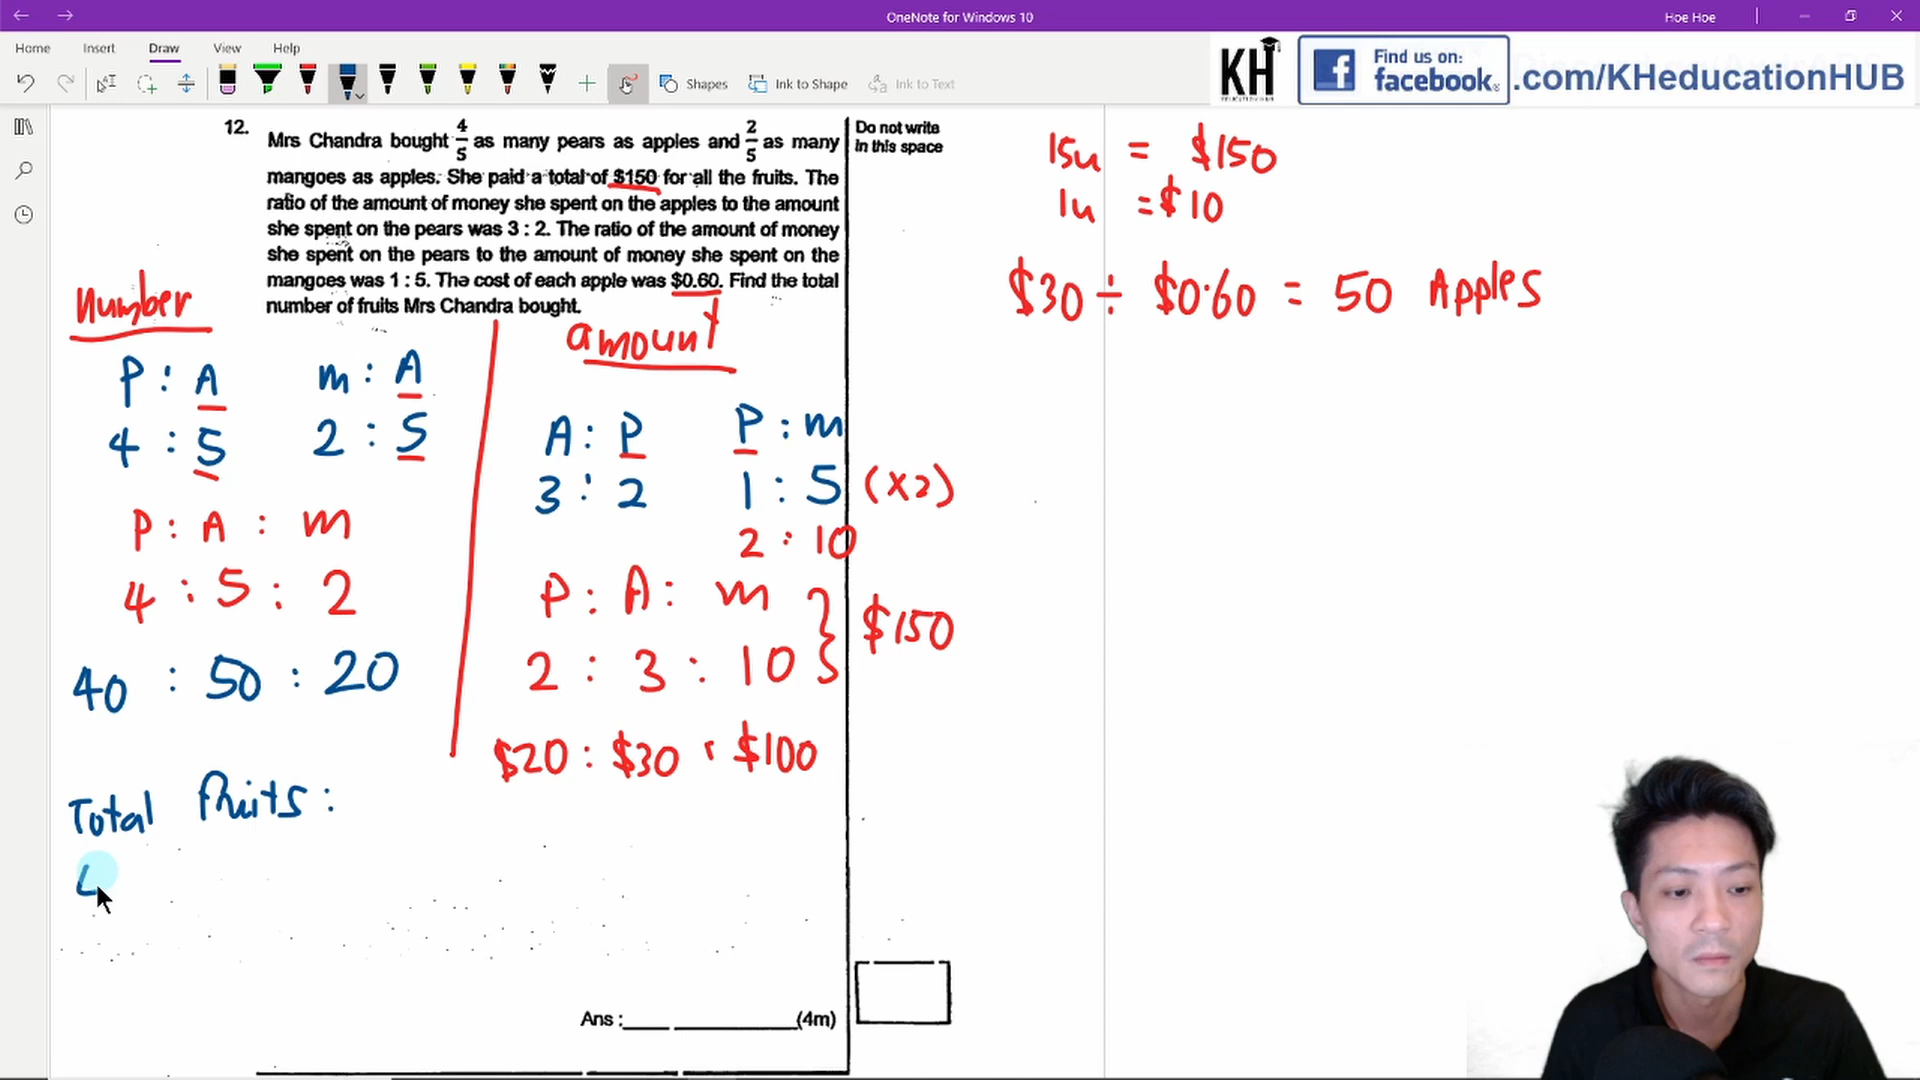 OneNote for Windows 10
Hoe Hoe
Home Insert Draw View Help
Shapes Ink to Shape Ink to Text
KH
Find us on:
facebook. .com/KHeducationHUB
12. Mrs Chandra bought 4/5 as many pears as apples and 2/5 as many
mangoes as apples. She paid a total of $150 for all the fruits. The
ratio of the amount of money she spent on the apples to the amount
she spent on the pears was 3 : 2. The ratio of the amount of money
she spent on the pears to the amount of money she spent on the
mangoes was 1 : 5. The cost of each apple was $0.60. Find the total
number of fruits Mrs Chandra bought.
Do not write
in this space
number
P : A m : A
4 : 5 2 : 5
P : A : m
4 : 5 : 2
40 : 50 : 20
Total fruits :
amount
A : P P : m
3 : 2 1 : 5 (x2)
2 : 10
P : A : m
2 : 3 : 10 } $150
$20 : $30 : $100
15u = $150
1u = $10
$30 ÷ $0.60 = 50 Apples
Ans :____ __________(4m)